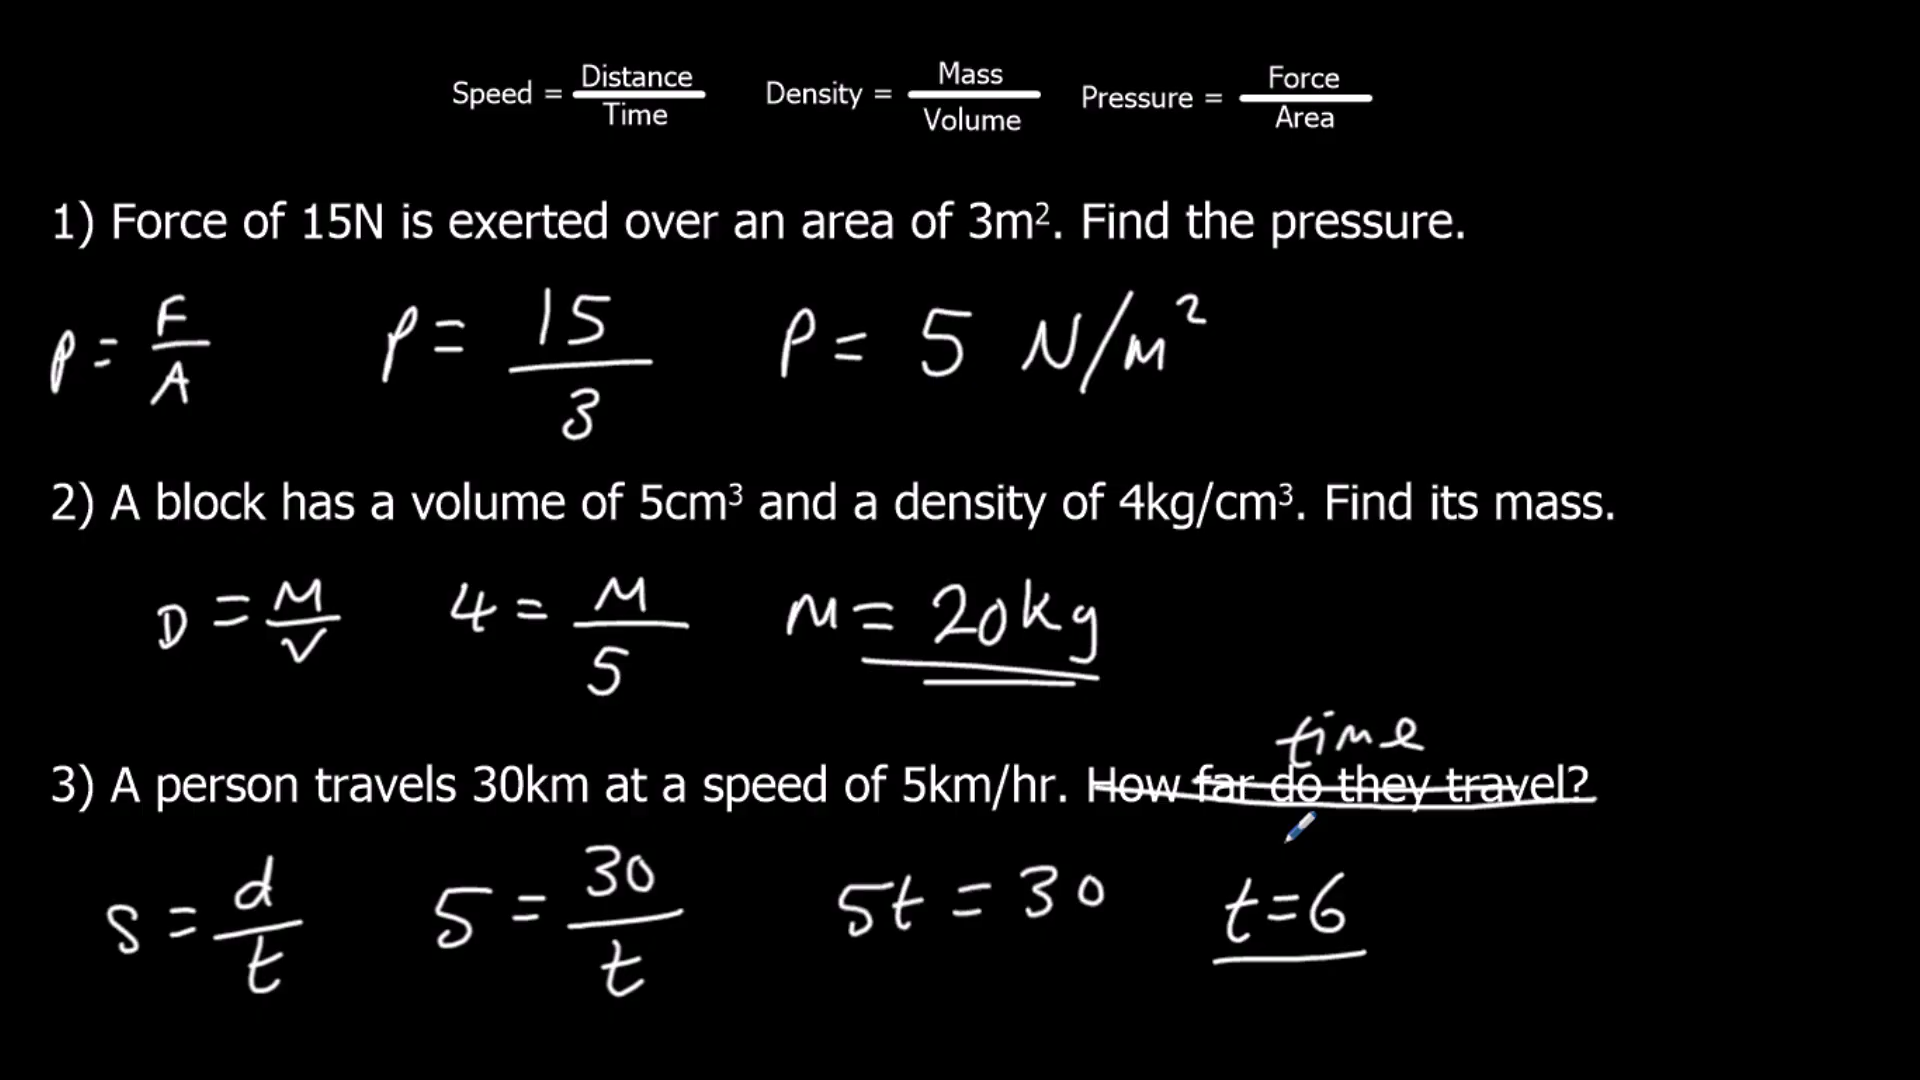 Speed = Distance / Time Density = Mass / Volume Pressure = Force / Area
1) Force of 15N is exerted over an area of 3m². Find the pressure.
P = F / A P = 15 / 3 P = 5 N/m²
2) A block has a volume of 5cm³ and a density of 4kg/cm³. Find its mass.
D = M / V 4 = M / 5 M = 20kg
time
3) A person travels 30km at a speed of 5km/hr. How far do they travel?
s = d / t 5 = 30 / t 5t = 30 t = 6